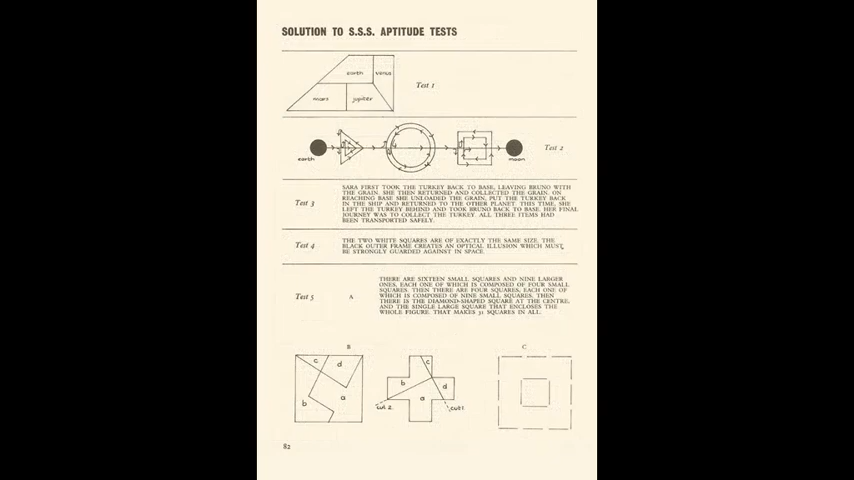 SOLUTION TO S.S.S. APTITUDE TESTS
earth
venus
mars
jupiter
Test 1
earth
moon
Test 2
Test 3
SARA FIRST TOOK THE TURKEY BACK TO BASE, LEAVING BRUNO WITH
THE GRAIN. SHE THEN RETURNED AND COLLECTED THE GRAIN. ON
REACHING BASE SHE UNLOADED THE GRAIN, PUT THE TURKEY BACK
IN THE SHIP AND RETURNED TO THE OTHER PLANET. THIS TIME, SHE
LEFT THE TURKEY BEHIND AND TOOK BRUNO BACK TO BASE. HER FINAL
JOURNEY WAS TO COLLECT THE TURKEY. ALL THREE ITEMS HAD
BEEN TRANSPORTED SAFELY.
Test 4
THE TWO WHITE SQUARES ARE OF EXACTLY THE SAME SIZE. THE
BLACK OUTER FRAME CREATES AN OPTICAL ILLUSION WHICH MUST
BE STRONGLY GUARDED AGAINST IN SPACE.
Test 5
A
THERE ARE SIXTEEN SMALL SQUARES AND NINE LARGER
ONES, EACH ONE OF WHICH IS COMPOSED OF FOUR SMALL
SQUARES. THEN THERE ARE FOUR SQUARES, EACH ONE OF
WHICH IS COMPOSED OF NINE SMALL SQUARES. THEN
THERE IS THE DIAMOND-SHAPED SQUARE AT THE CENTRE,
AND THE SINGLE LARGE SQUARE THAT ENCLOSES THE
WHOLE FIGURE. THAT MAKES 31 SQUARES IN ALL.
B
C
c
d
b
a
c
b
d
a
cut 2
cut 1
82